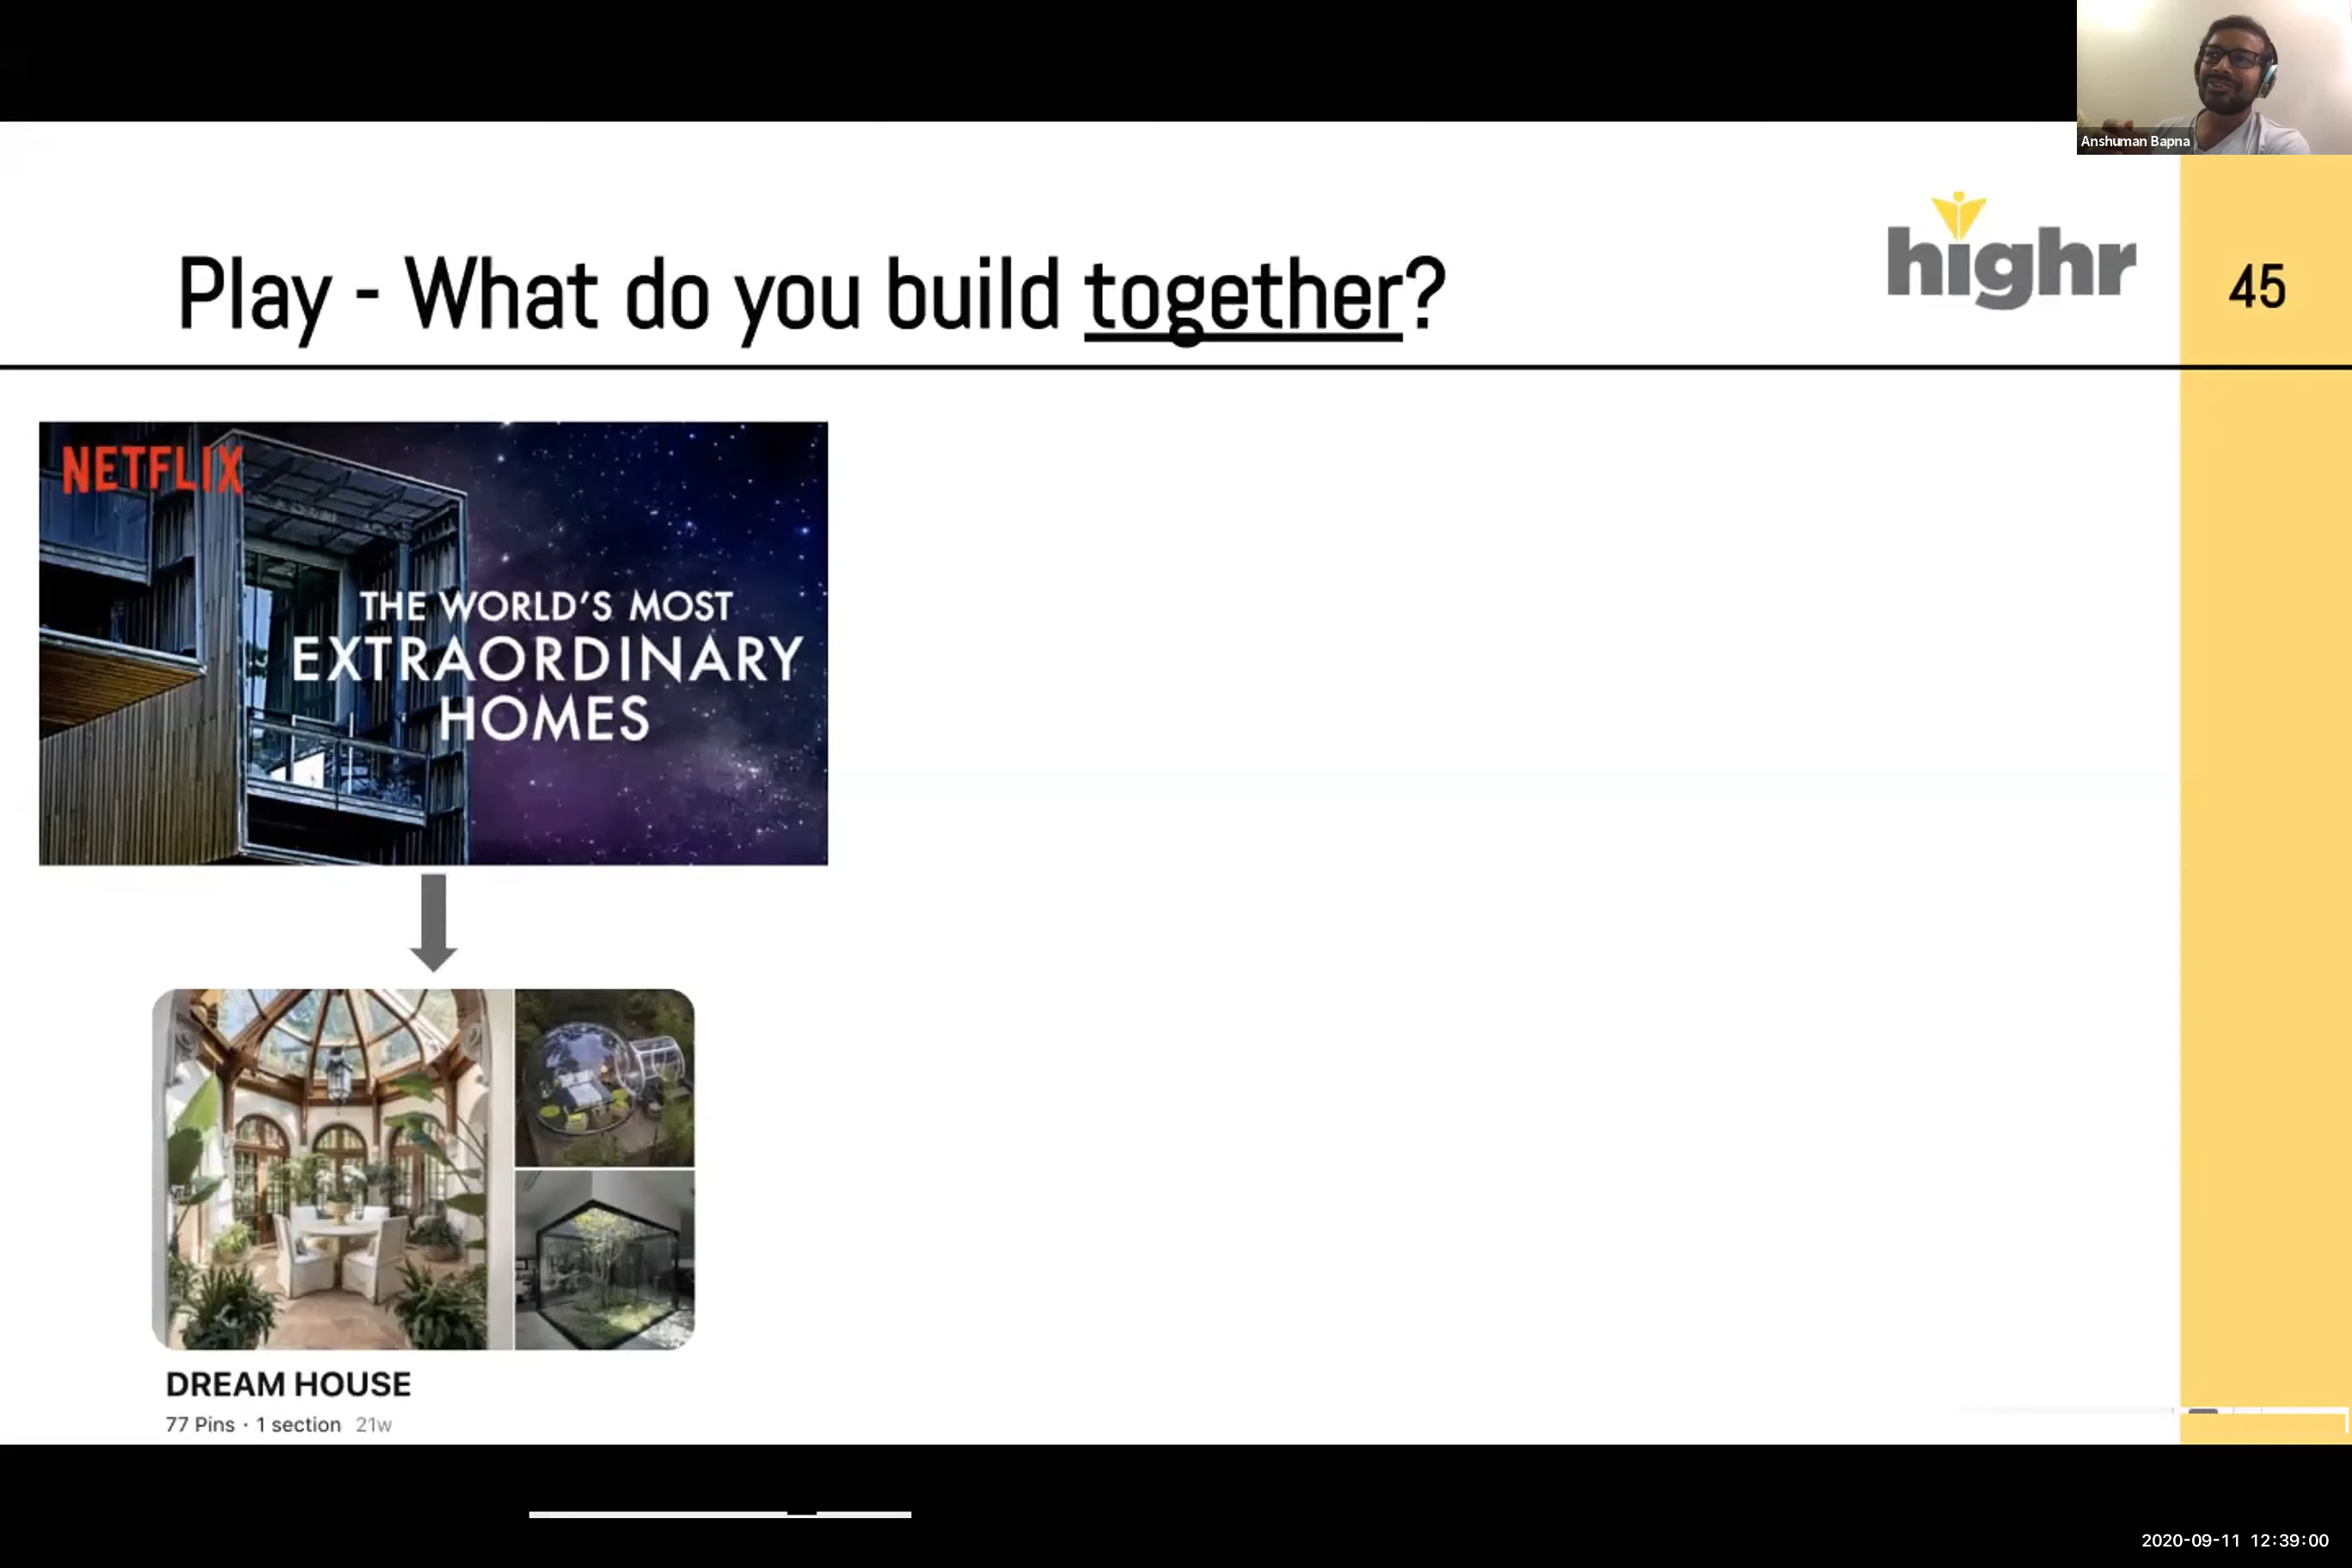 Anshuman Bapna
highr
45
Play - What do you build together?
NETFLIX
THE WORLD'S MOST
EXTRAORDINARY
HOMES
DREAM HOUSE
77 Pins · 1 section 21w
2020-09-11 12:39:00